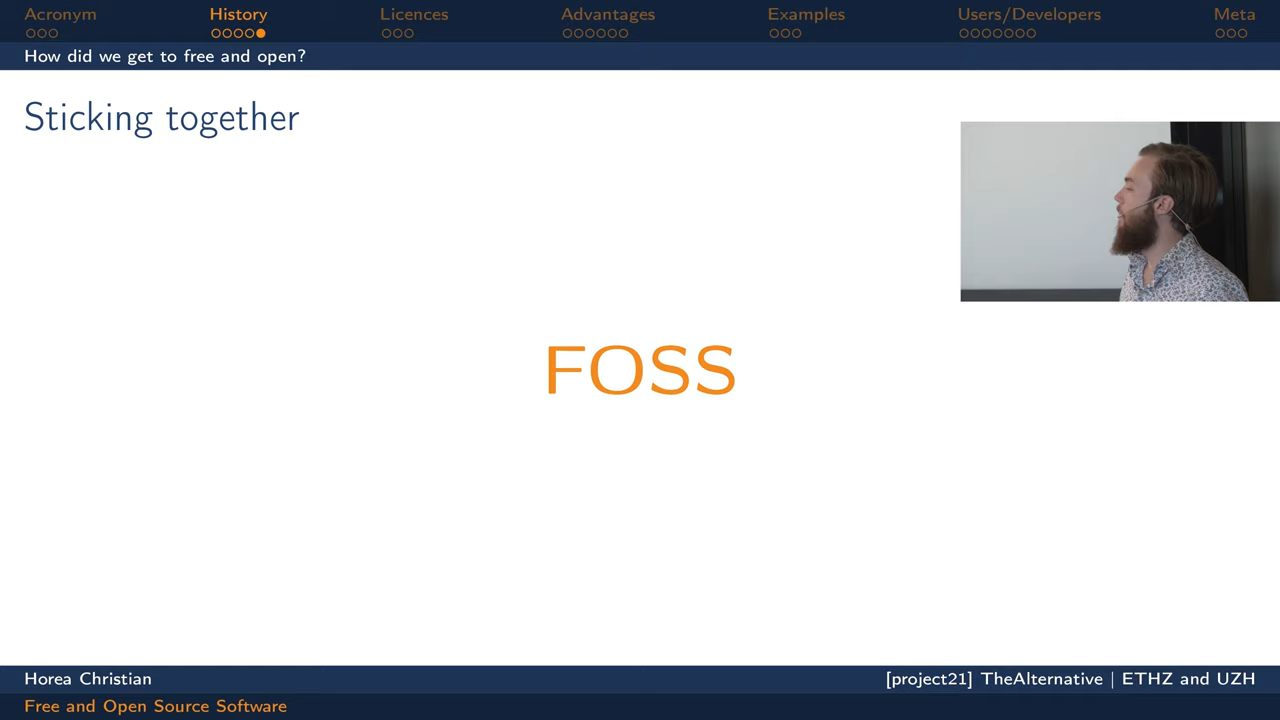 Acronym History Licences Advantages Examples Users/Developers Meta
How did we get to free and open?
Sticking together
FOSS
Horea Christian [project21] TheAlternative | ETHZ and UZH
Free and Open Source Software